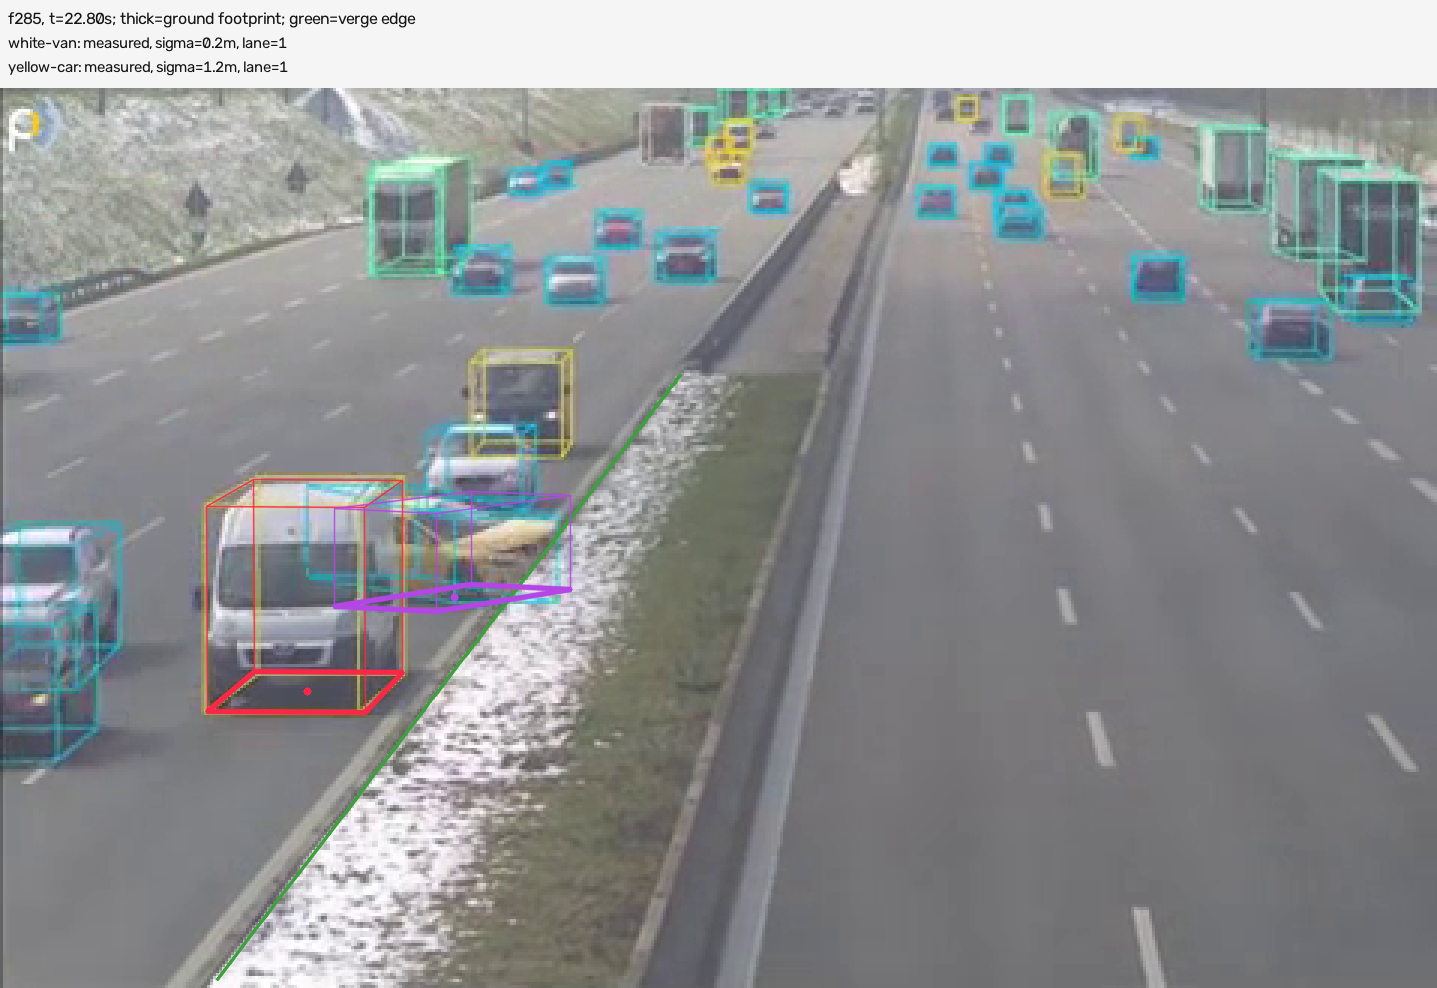 f285, t=22.80s; thick=ground footprint; green=verge edge
white-van: measured, sigma=0.2m, lane=1
yellow-car: measured, sigma=1.2m, lane=1